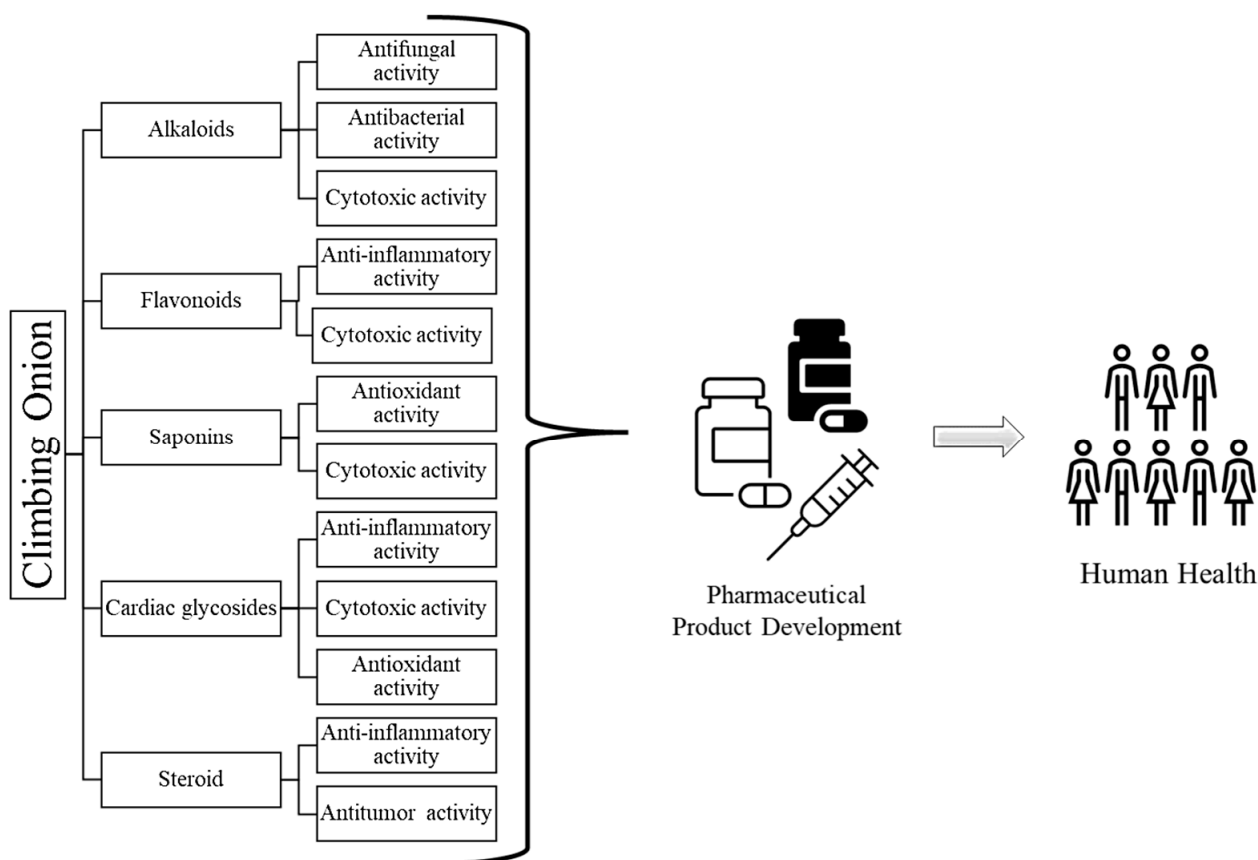 Climbing Onion
Alkaloids
Antifungal
activity
Antibacterial
activity
Cytotoxic activity
Flavonoids
Anti-inflammatory
activity
Cytotoxic activity
Saponins
Antioxidant
activity
Cytotoxic activity
Cardiac glycosides
Anti-inflammatory
activity
Cytotoxic activity
Antioxidant
activity
Steroid
Anti-inflammatory
activity
Antitumor activity
Pharmaceutical
Product Development
Human Health